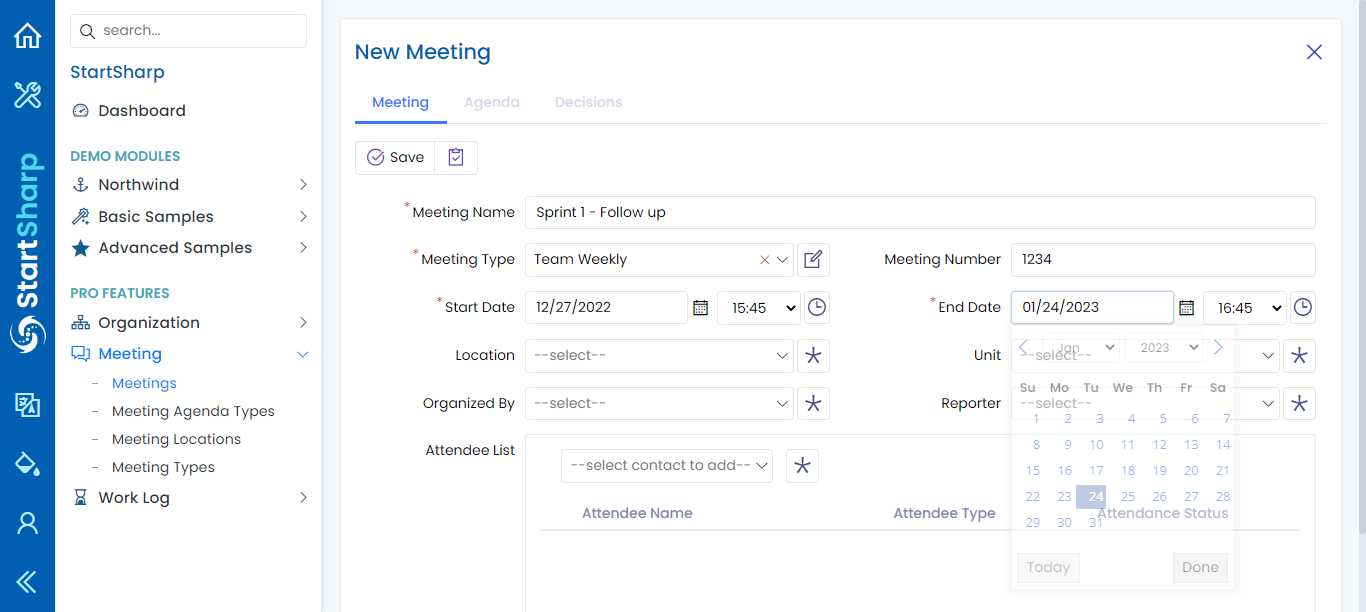 search...
StartSharp
Dashboard
DEMO MODULES
Northwind
Basic Samples
Advanced Samples
PRO FEATURES
Organization
Meeting
- Meetings
- Meeting Agenda Types
- Meeting Locations
- Meeting Types
Work Log
StartSharp
New Meeting
Meeting Agenda Decisions
Save
*Meeting Name Sprint 1 - Follow up
*Meeting Type Team Weekly Meeting Number 1234
*Start Date 12/27/2022 15:45 *End Date 01/24/2023 16:45
Location --select-- Unit --select--
Organized By --select-- Reporter --select--
Attendee List --select contact to add--
Attendee Name Attendee Type Attendance Status
Jan 2023
Su Mo Tu We Th Fr Sa
1 2 3 4 5 6 7
8 9 10 11 12 13 14
15 16 17 18 19 20 21
22 23 24 25 26 27 28
29 30 31
Today Done